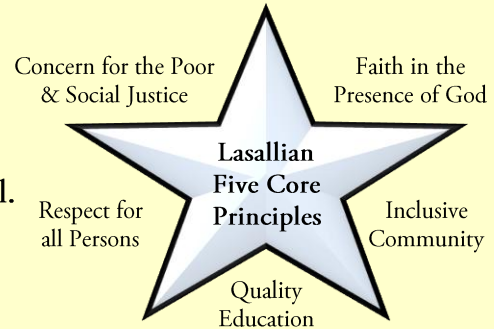 Concern for the Poor
& Social Justice
Faith in the
Presence of God
Lasallian
Five Core
Principles
l.
Respect for
all Persons
Inclusive
Community
Quality
Education